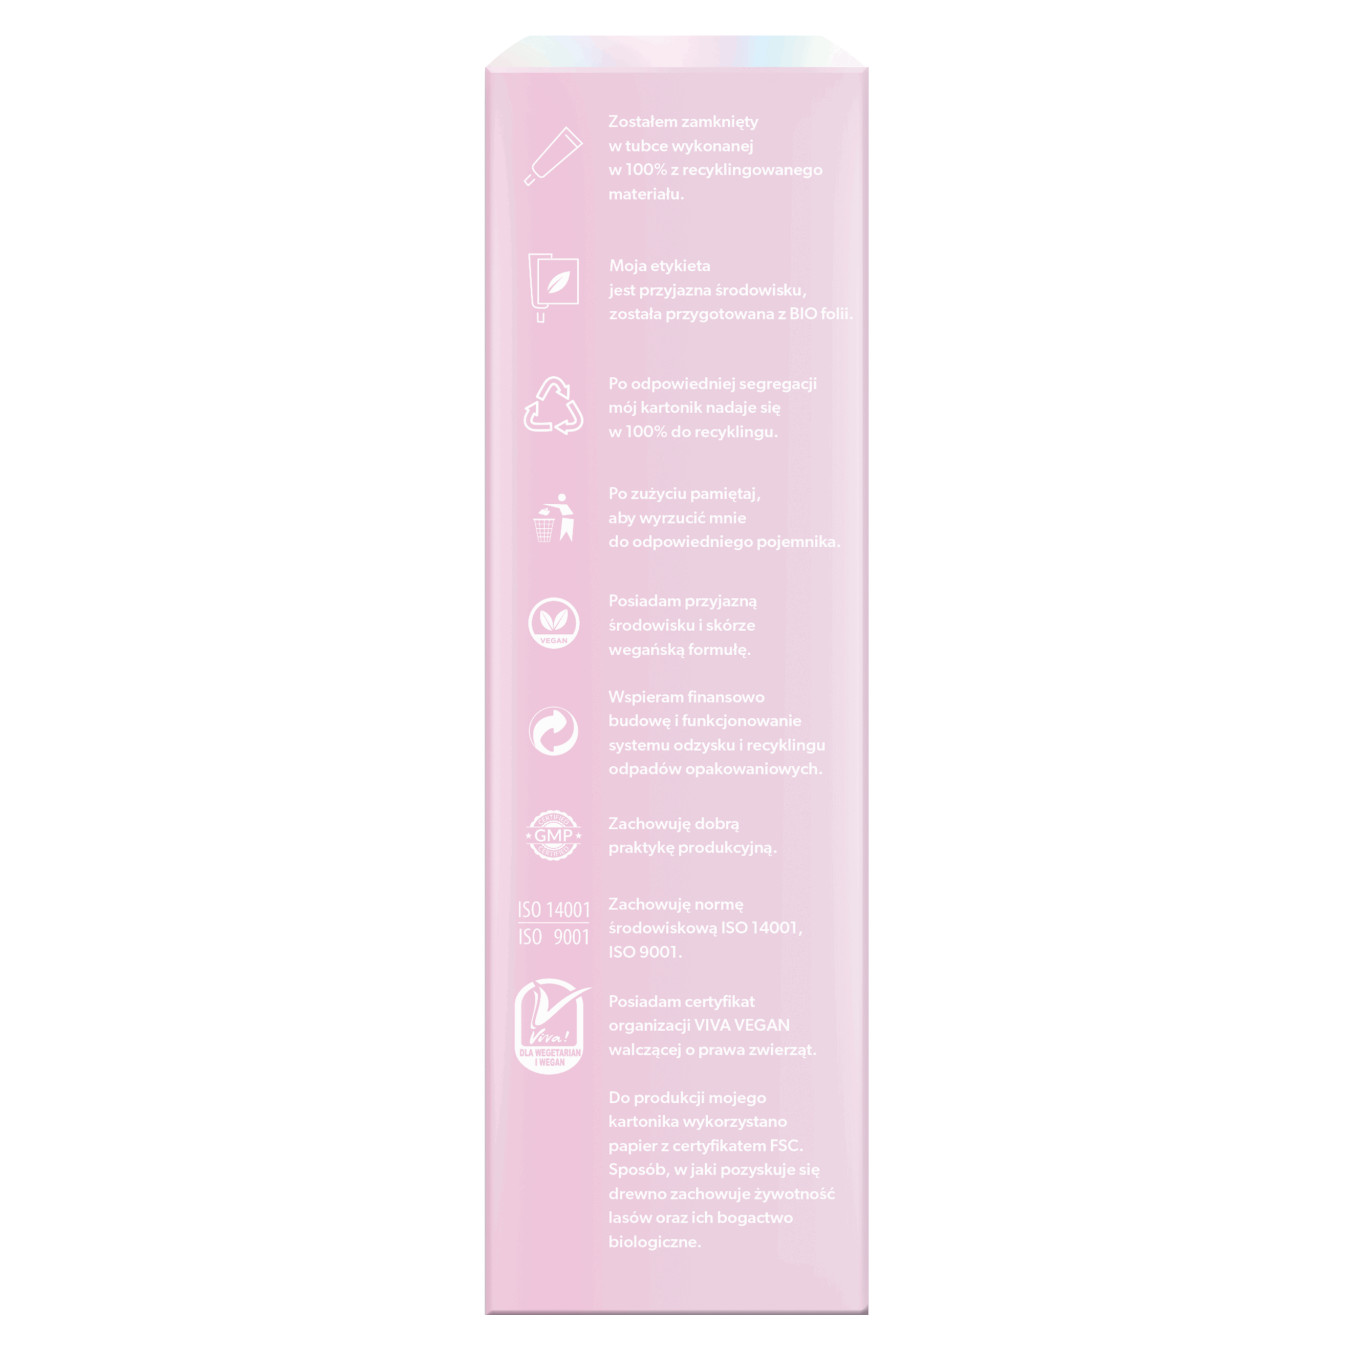 Zostałem zamknięty
w tubce wykonanej
w 100% z recyklingowanego
materiału.
Moja etykieta
jest przyjazna środowisku,
została przygotowana z BIO folii.
Po odpowiedniej segregacji
mój kartonik nadaje się
w 100% do recyklingu.
Po zużyciu pamiętaj,
aby wyrzucić mnie
do odpowiedniego pojemnika.
VEGAN
Posiadam przyjazną
środowisku i skórze
wegańską formułę.
Wspieram finansowo
budowę i funkcjonowanie
systemu odzysku i recyklingu
odpadów opakowaniowych.
CERTIFIED
GMP
CERTIFIED
Zachowuję dobrą
praktykę produkcyjną.
ISO 14001
ISO 9001
Zachowuję normę
środowiskową ISO 14001,
ISO 9001.
Viva!
DLA WEGETARIAN
I WEGAN
Posiadam certyfikat
organizacji VIVA VEGAN
walczącej o prawa zwierząt.
Do produkcji mojego
kartonika wykorzystano
papier z certyfikatem FSC.
Sposób, w jaki pozyskuje się
drewno zachowuje żywotność
lasów oraz ich bogactwo
biologiczne.